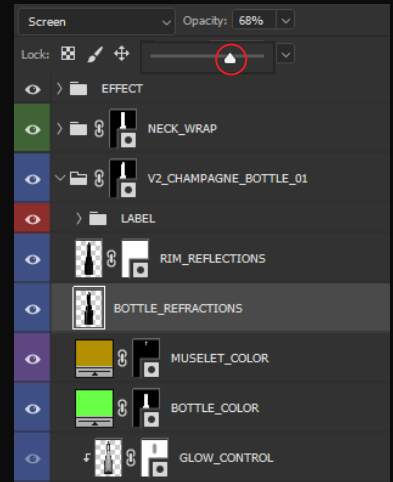 Screen Opacity: 68%
Lock:
EFFECT
NECK_WRAP
V2_CHAMPAGNE_BOTTLE_01
LABEL
RIM_REFLECTIONS
BOTTLE_REFRACTIONS
MUSELET_COLOR
BOTTLE_COLOR
GLOW_CONTROL